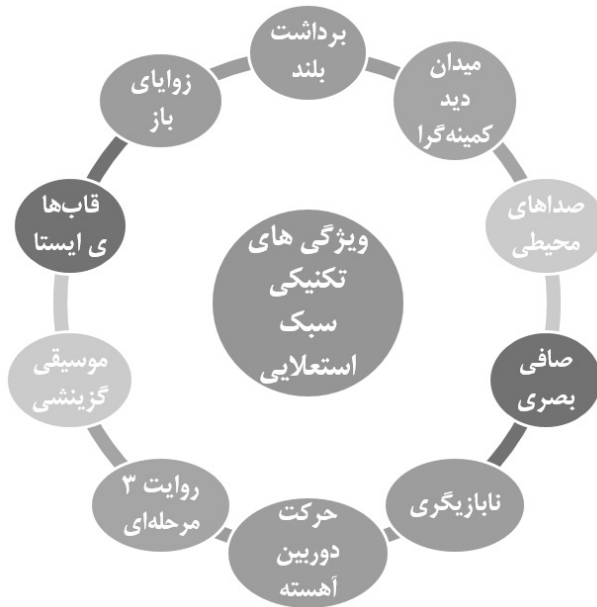 برداشت
بلند
میدان
دید
کمینه‌گرا
صداهای
محیطی
صافی
بصری
نابازیگری
حرکت
دوربین
آهسته
روایت ۳
مرحله‌ای
موسیقی
گزینشی
قاب‌ها
ی ایستا
زوایای
باز
ویژگی های
تکنیکی
سبک
استعلایی